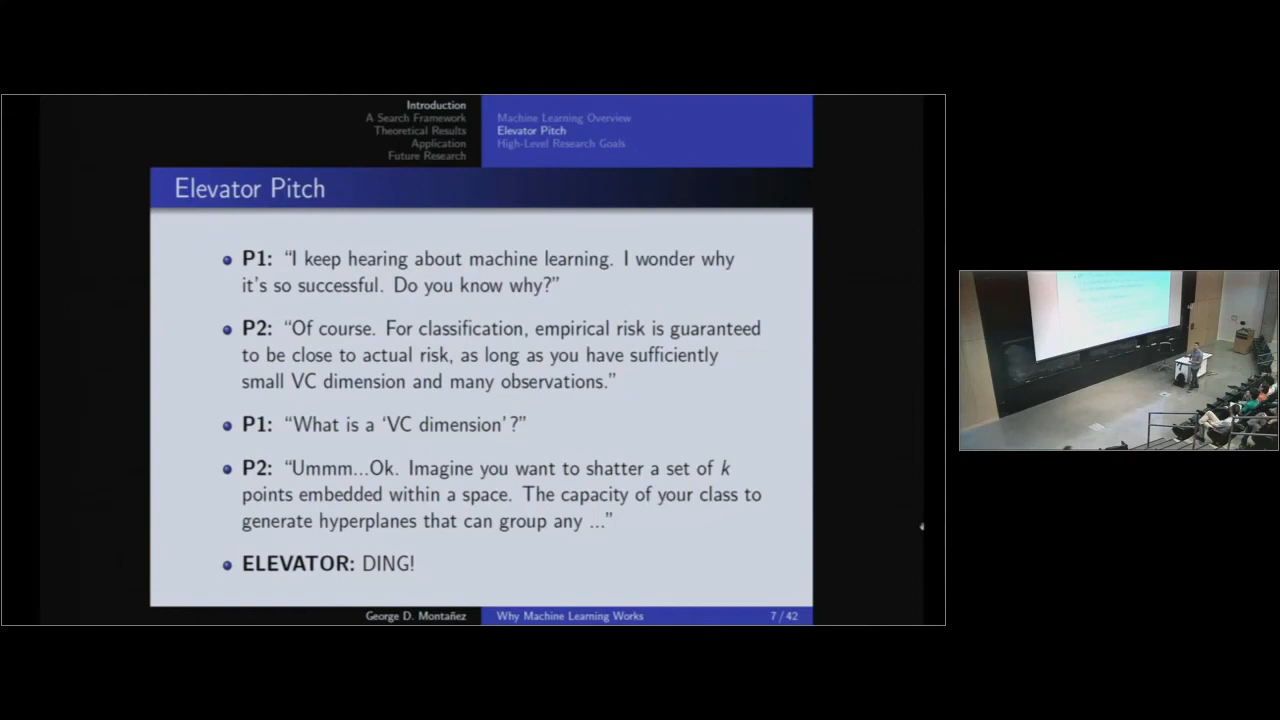 Introduction
A Search Framework
Theoretical Results
Application
Future Research
Machine Learning Overview
Elevator Pitch
High-Level Research Goals
Elevator Pitch
P1: “I keep hearing about machine learning. I wonder why
it's so successful. Do you know why?”
P2: “Of course. For classification, empirical risk is guaranteed
to be close to actual risk, as long as you have sufficiently
small VC dimension and many observations.”
P1: “What is a ‘VC dimension’?”
P2: “Ummm...Ok. Imagine you want to shatter a set of k
points embedded within a space. The capacity of your class to
generate hyperplanes that can group any ...”
ELEVATOR: DING!
George D. Montañez
Why Machine Learning Works
7 / 42